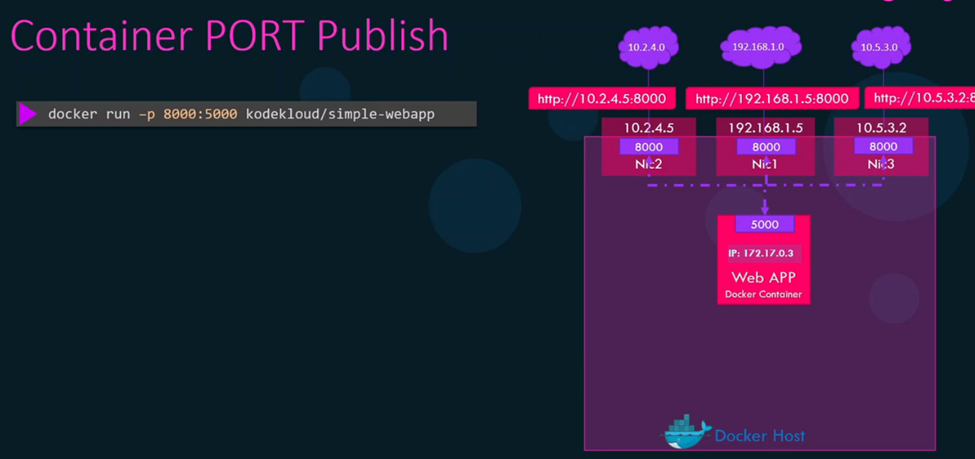 Container PORT Publish
docker run –p 8000:5000 kodekloud/simple-webapp
10.2.4.0
192.168.1.0
10.5.3.0
http://10.2.4.5:8000
http://192.168.1.5:8000
http://10.5.3.2:8
10.2.4.5
192.168.1.5
10.5.3.2
8000
8000
8000
Nic2
Nic1
Nic3
5000
IP: 172.17.0.3
Web APP
Docker Container
Docker Host